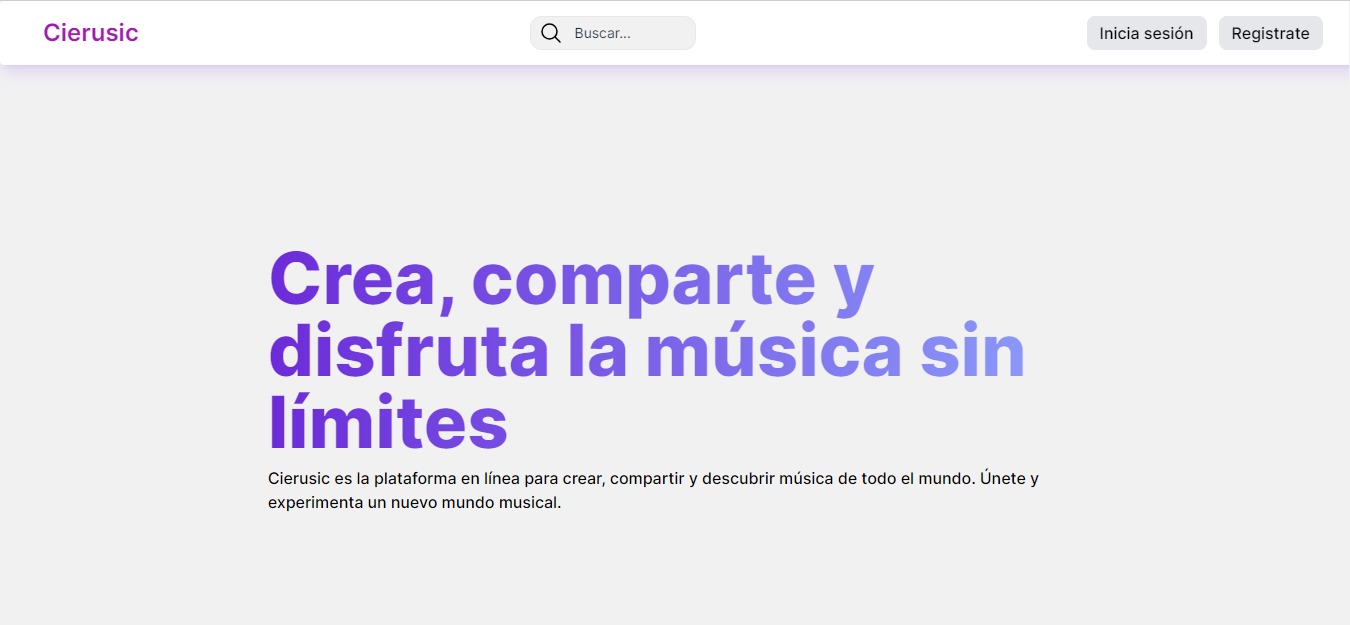 Cierusic
Buscar...
Inicia sesión
Registrate
Crea, comparte y
disfruta la música sin
límites
Cierusic es la plataforma en línea para crear, compartir y descubrir música de todo el mundo. Únete y
experimenta un nuevo mundo musical.